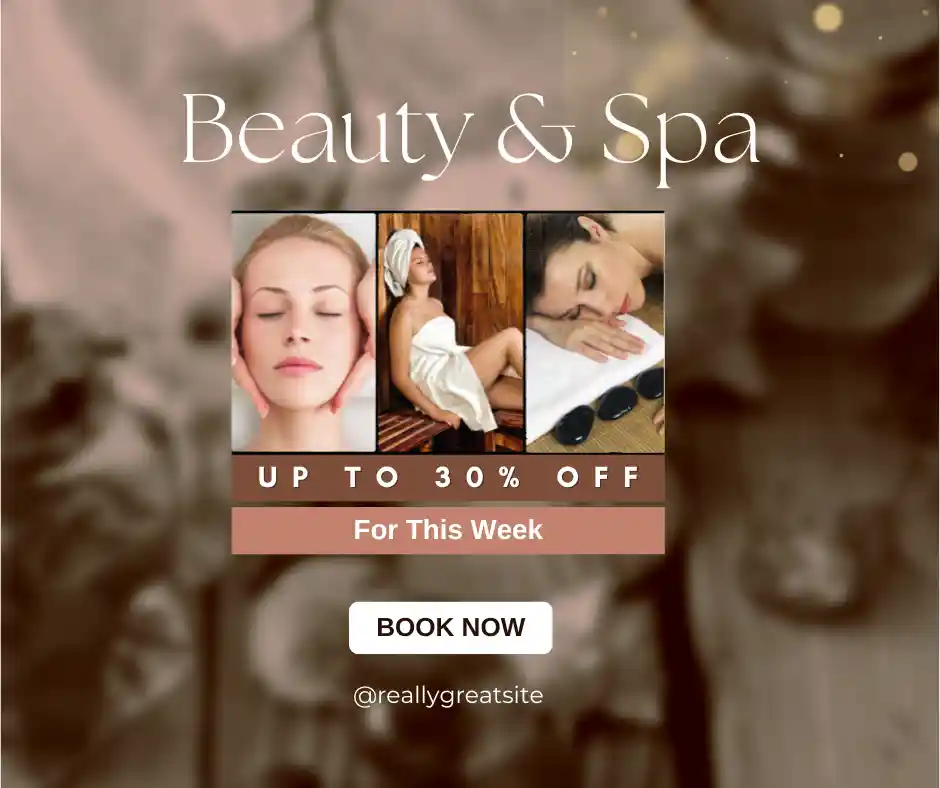 Beauty & Spa
UP TO 30% OFF
For This Week
BOOK NOW
@reallygreatsite